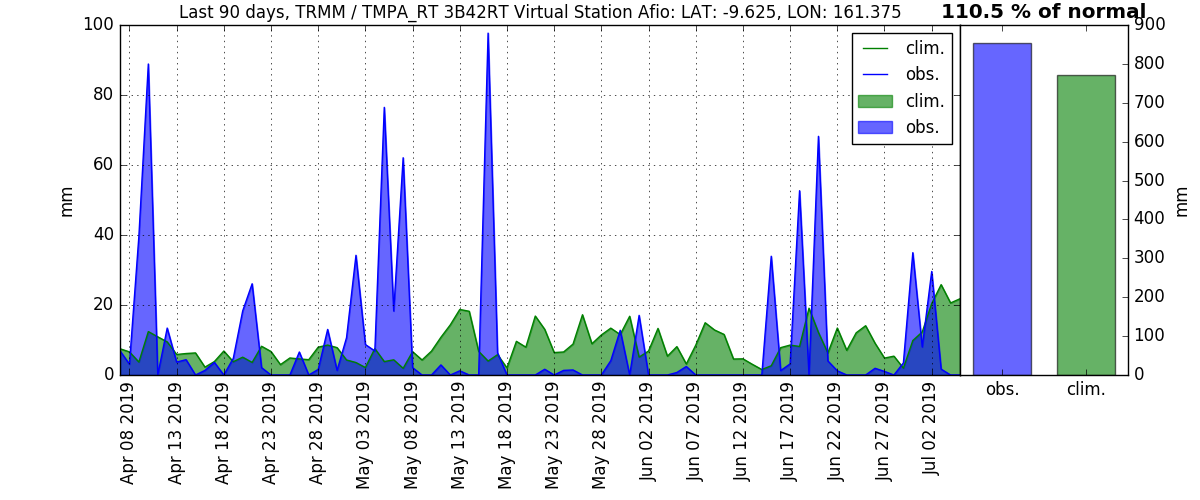 Last 90 days, TRMM / TMPA_RT 3B42RT Virtual Station Afio: LAT: -9.625, LON: 161.375
110.5 % of normal
100
80
60
40
20
0
mm
clim.
obs.
clim.
obs.
900
800
700
600
500
400
300
200
100
0
mm
obs.
clim.
Apr 08 2019
Apr 13 2019
Apr 18 2019
Apr 23 2019
Apr 28 2019
May 03 2019
May 08 2019
May 13 2019
May 18 2019
May 23 2019
May 28 2019
Jun 02 2019
Jun 07 2019
Jun 12 2019
Jun 17 2019
Jun 22 2019
Jun 27 2019
Jul 02 2019